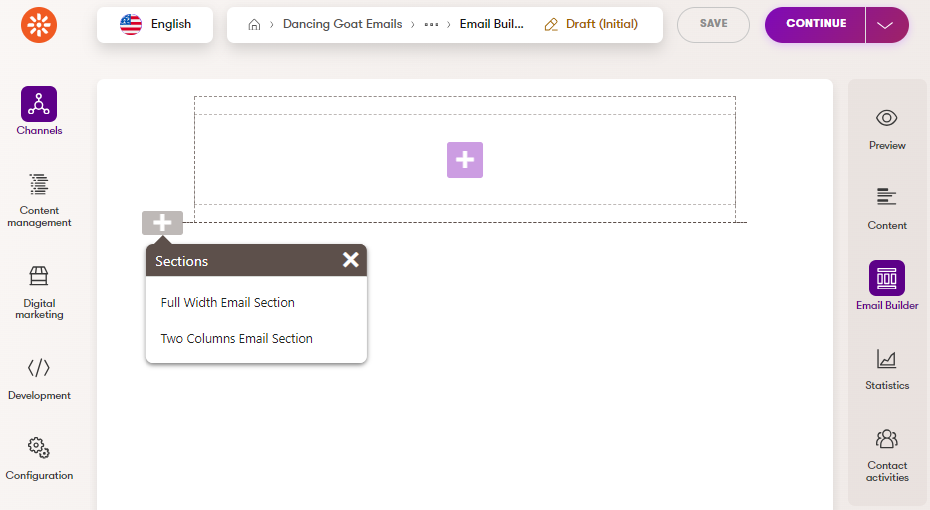 English
Dancing Goat Emails
Email Buil...
Draft (Initial)
SAVE
CONTINUE
Channels
Content
management
Digital
marketing
Development
Configuration
Sections
Full Width Email Section
Two Columns Email Section
Preview
Content
Email Builder
Statistics
Contact
activities